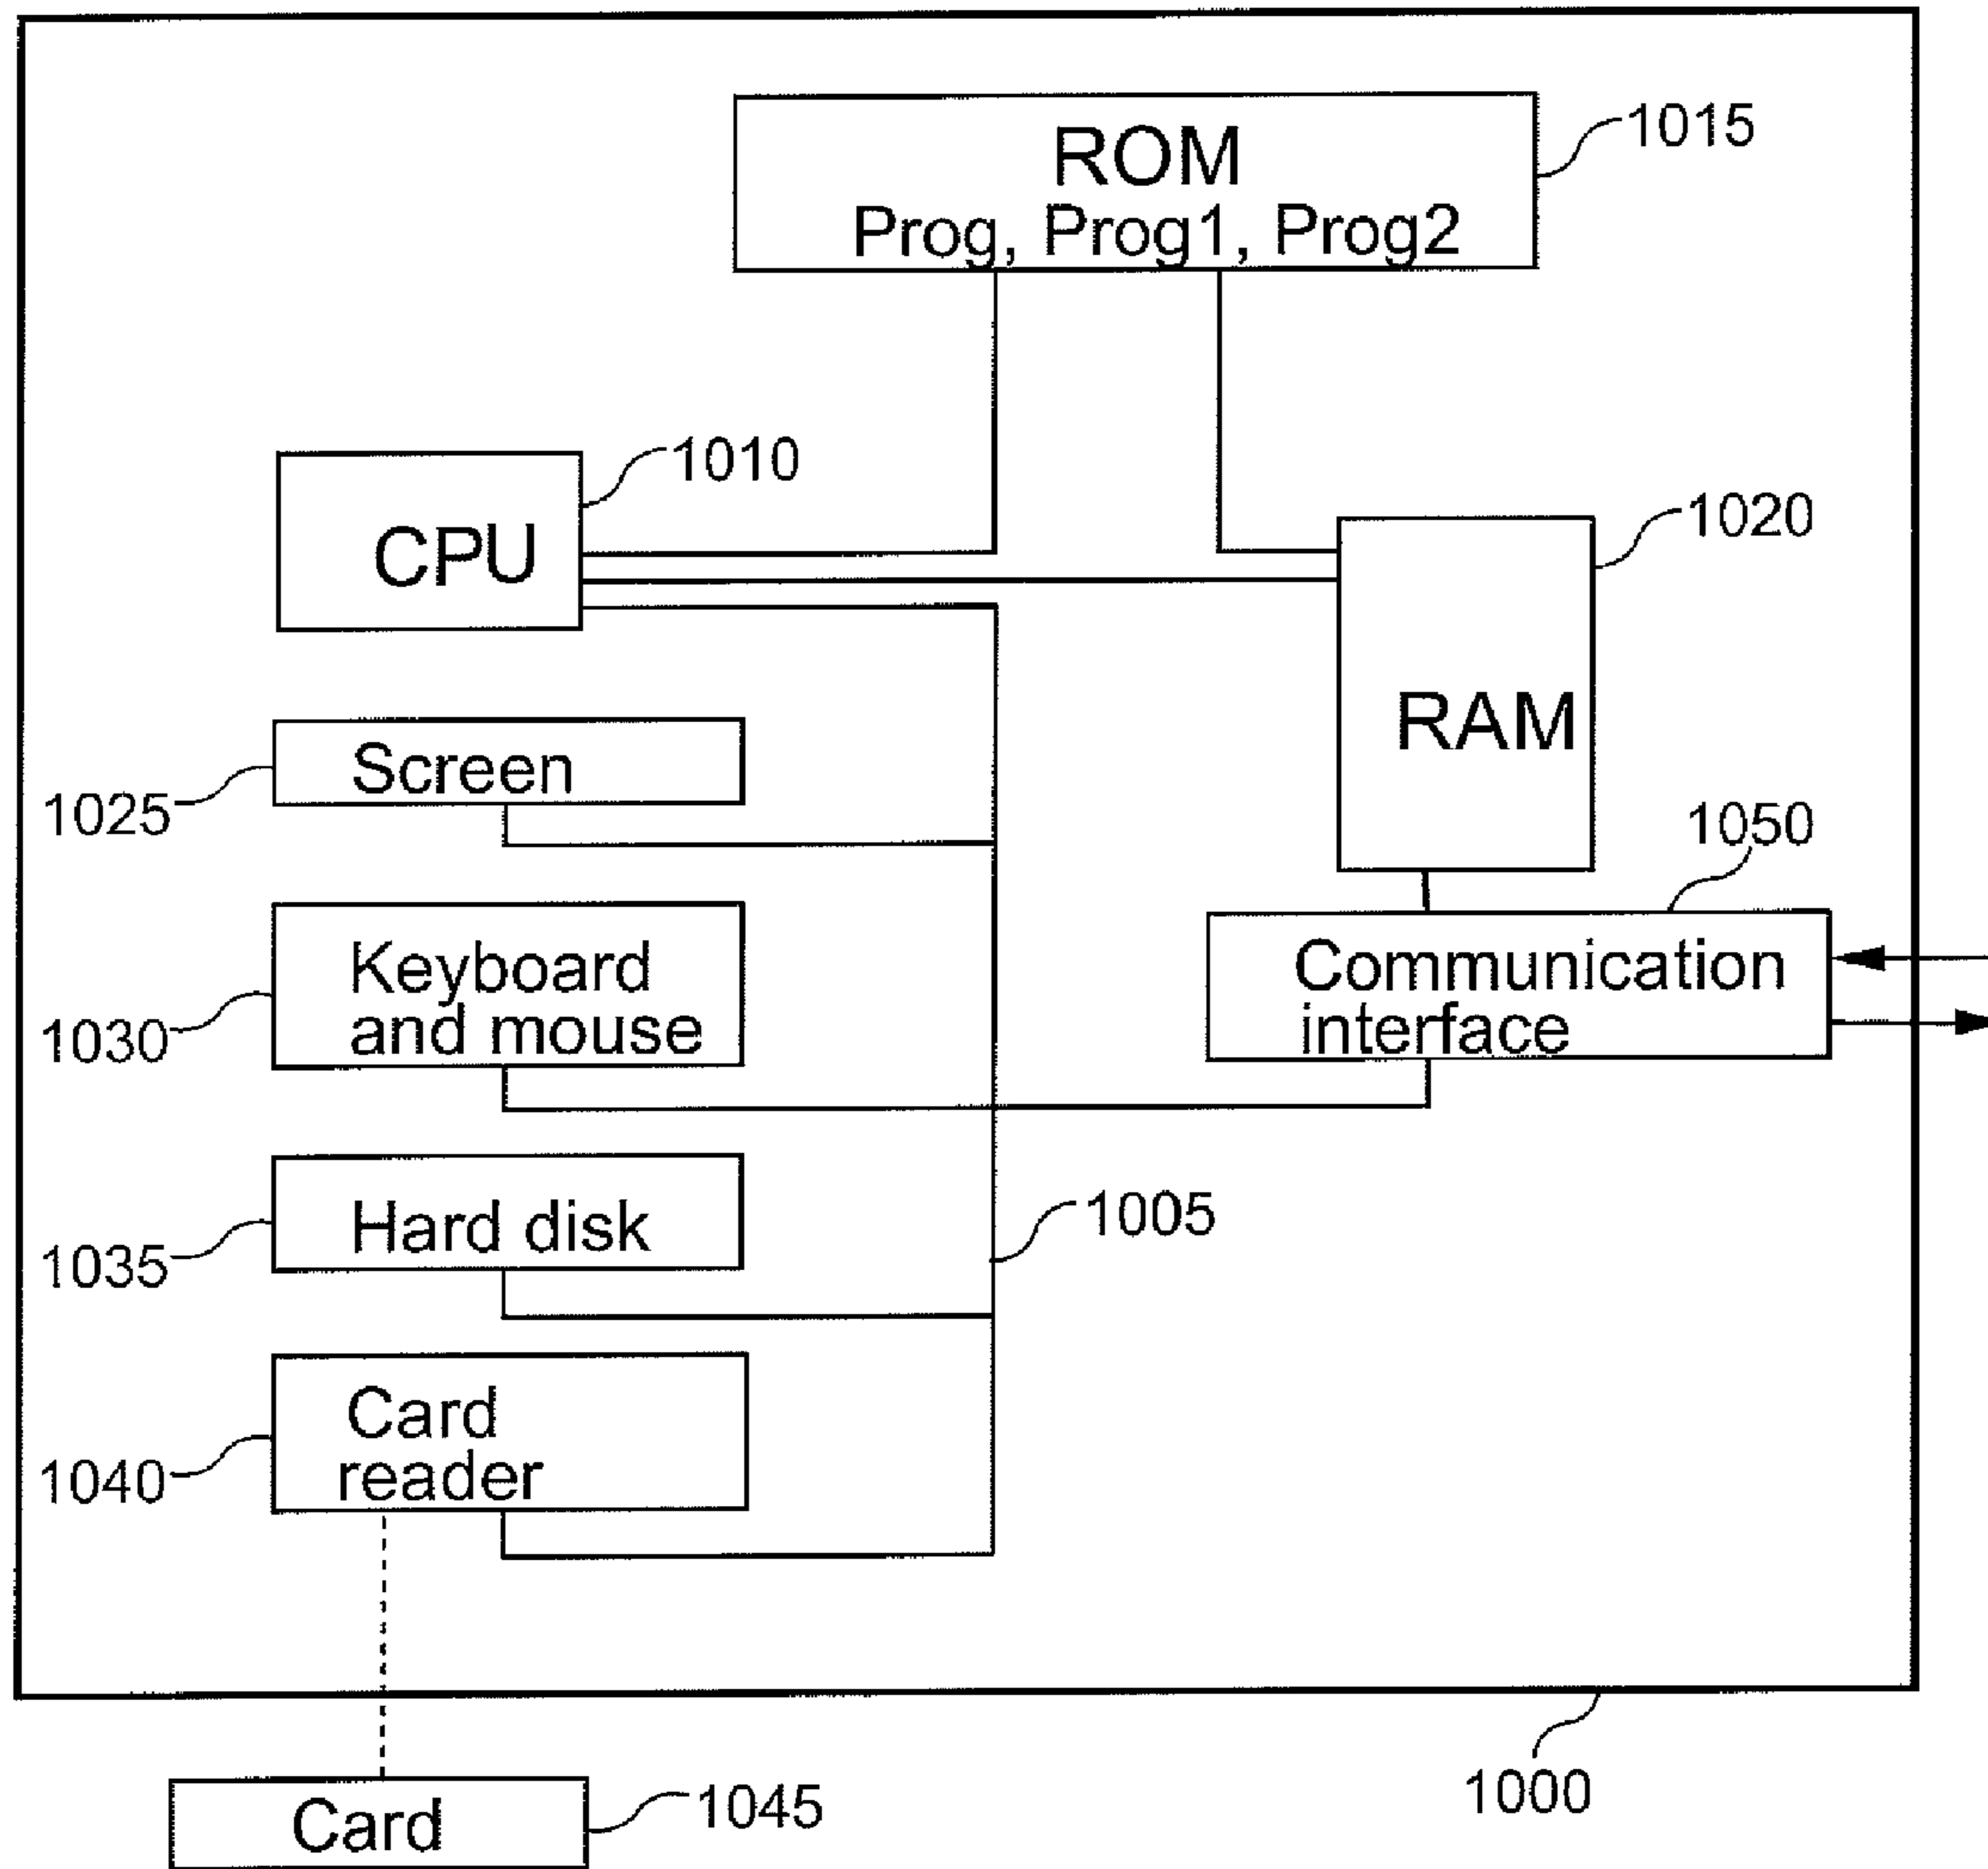 ROM
Prog, Prog1, Prog2
1015
CPU
1010
1020
RAM
Screen
1025
1050
Keyboard
and mouse
1030
Communication
interface
Hard disk
1035
1005
Card
reader
1040
1000
Card
1045